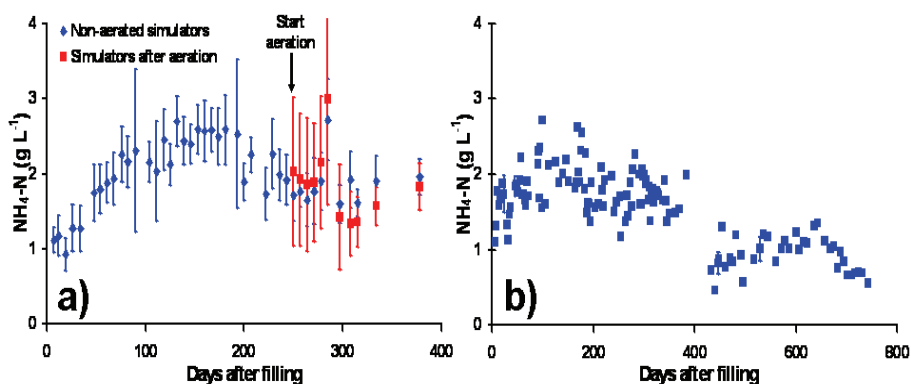 4
3
2
1
0
NH₄-N (g L⁻¹)
Non-aerated simulators
Simulators after aeration
Start
aeration
a)
0 100 200 300 400
Days after filling
4
3
2
1
0
NH₄-N (g L⁻¹)
b)
0 200 400 600 800
Days after filling